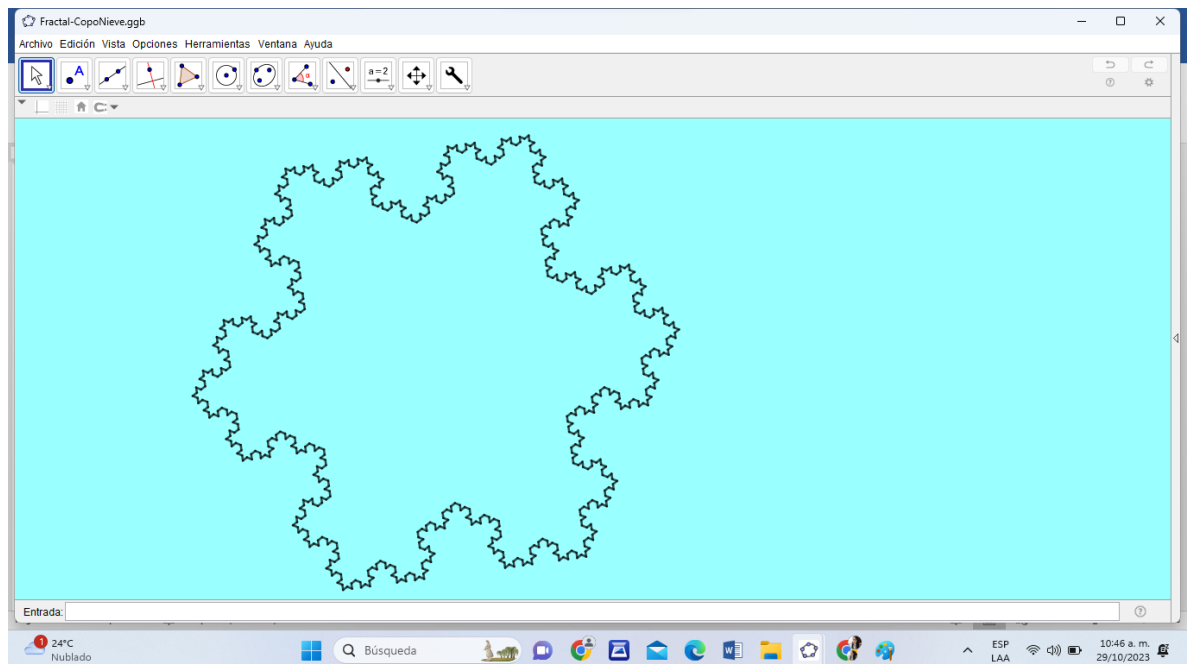 Fractal-CopoNieve.ggb
Archivo Edición Vista Opciones Herramientas Ventana Ayuda
A
α
a=2
Entrada:
1
24°C
Nublado
Búsqueda
ESP
LAA
10:46 a. m.
29/10/2023